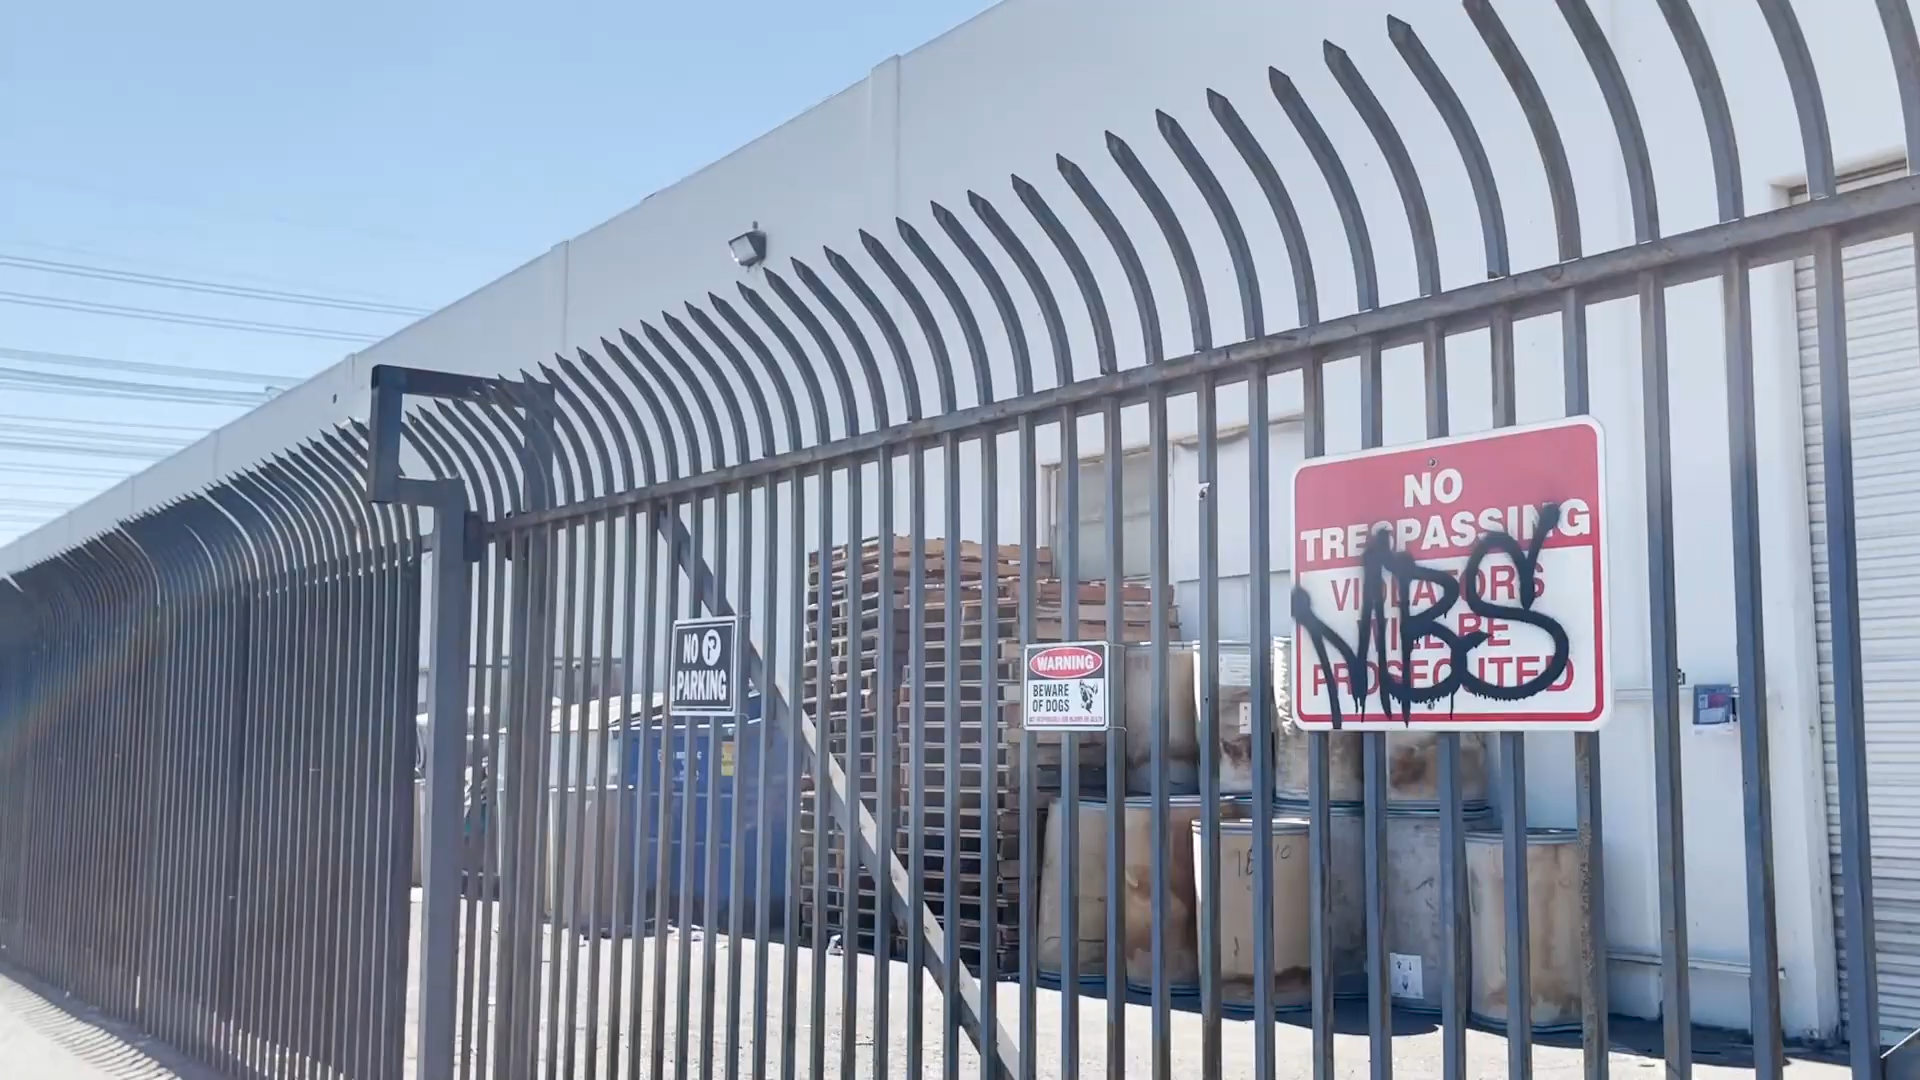 NO
PARKING
WARNING
BEWARE
OF DOGS
NO
TRESPASSING
VIOLATORS
WILL BE
PROSECUTED
MBS